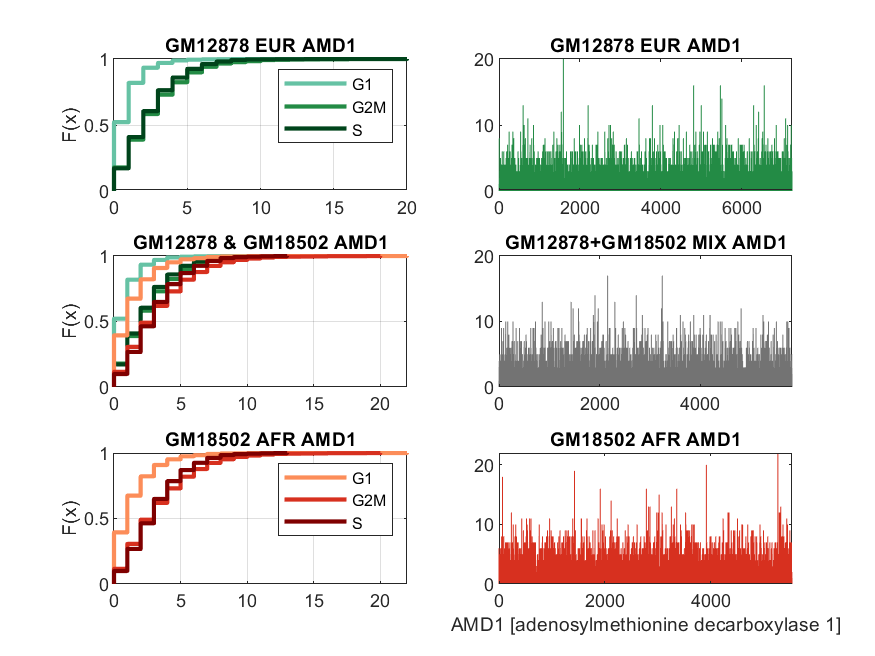 GM12878 EUR AMD1
1
0.5
0
F(x)
0 5 10 15 20
G1
G2M
S
GM12878 EUR AMD1
20
10
0
0 2000 4000 6000
GM12878 & GM18502 AMD1
1
0.5
0
F(x)
0 5 10 15 20
GM12878+GM18502 MIX AMD1
20
10
0
0 2000 4000
GM18502 AFR AMD1
1
0.5
0
F(x)
0 5 10 15 20
G1
G2M
S
GM18502 AFR AMD1
20
10
0
0 2000 4000
AMD1 [adenosylmethionine decarboxylase 1]